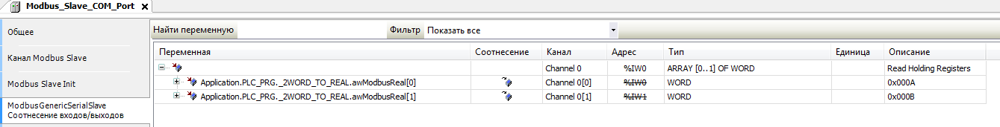 Modbus_Slave_COM_Port
Общее
Канал Modbus Slave
Modbus Slave Init
ModbusGenericSerialSlave
Соотнесение входов/выходов
Найти переменную Фильтр Показать все
Переменная Соотнесение Канал Адрес Тип Единица Описание
Channel 0 %IW0 ARRAY [0..1] OF WORD Read Holding Registers
Application.PLC_PRG._2WORD_TO_REAL.awModbusReal[0] Channel 0[0] %IW0 WORD 0x000A
Application.PLC_PRG._2WORD_TO_REAL.awModbusReal[1] Channel 0[1] %IW1 WORD 0x000B